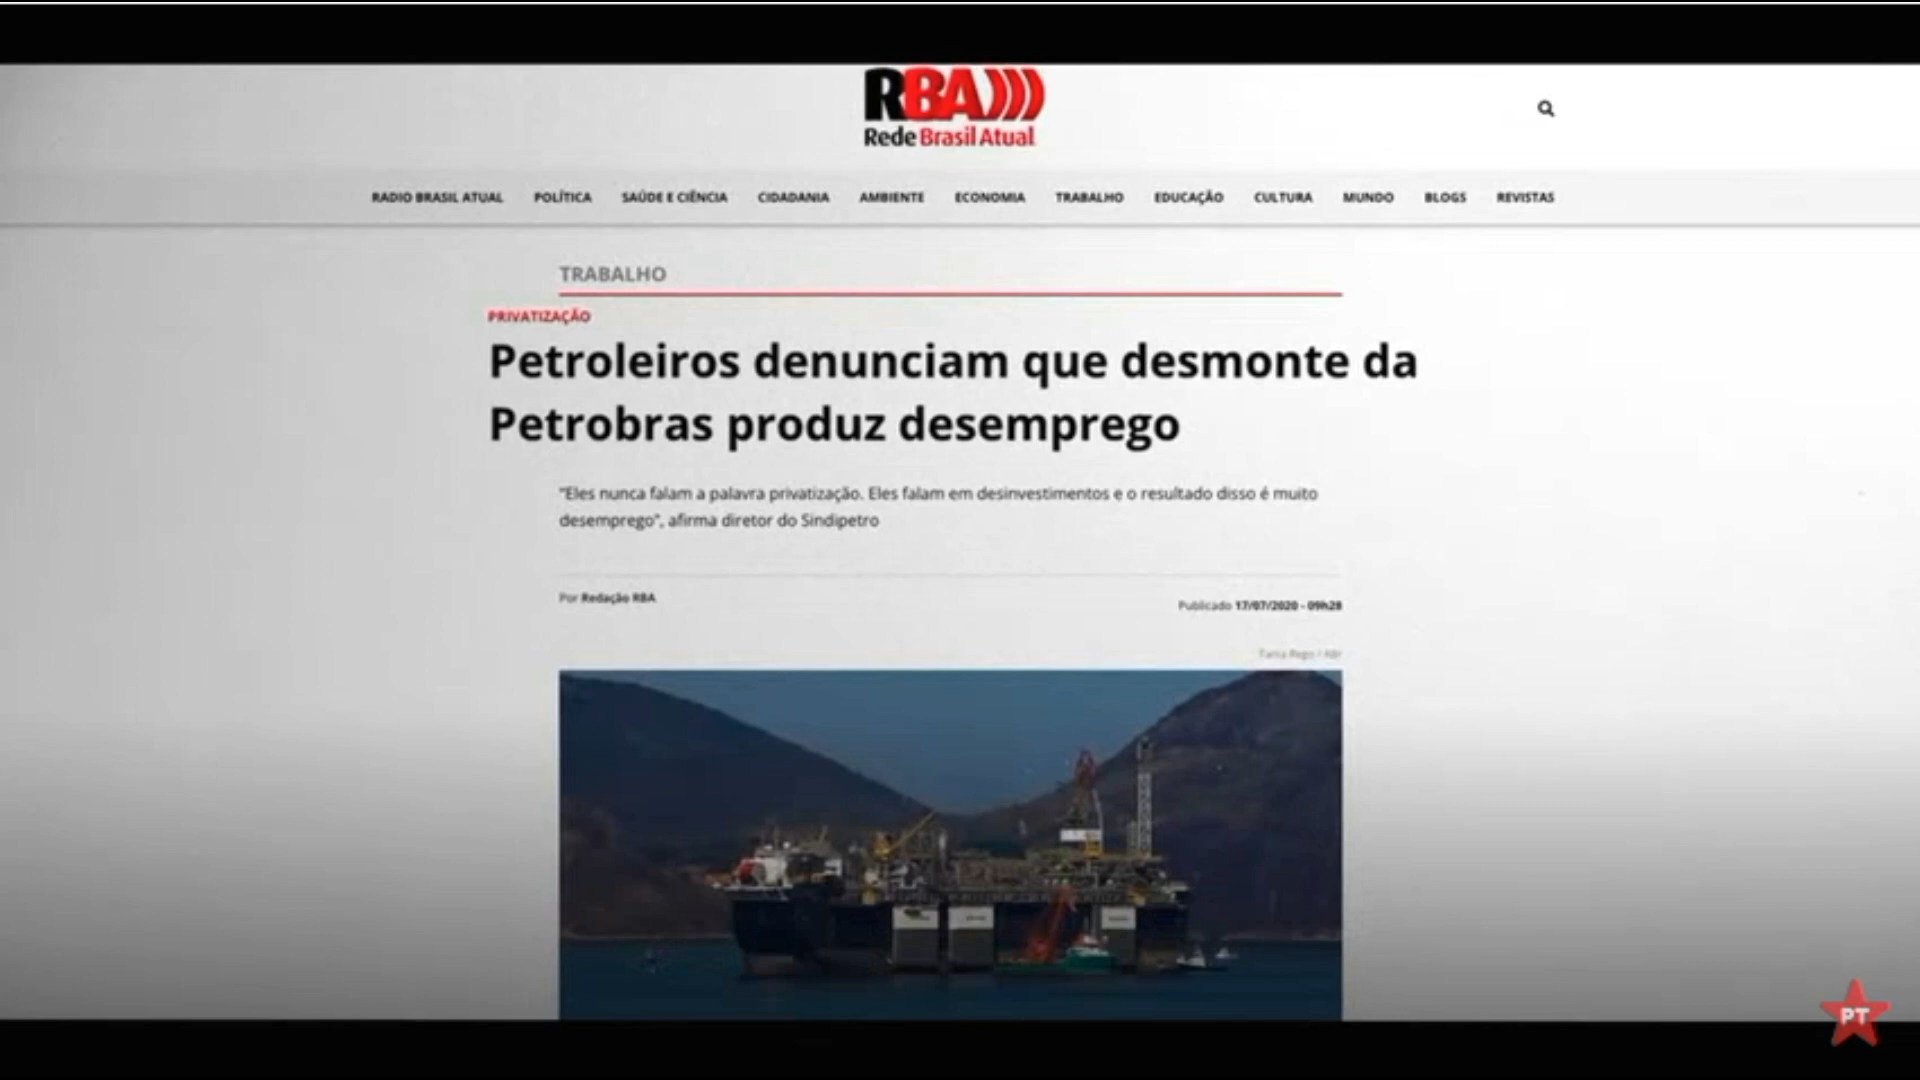 RBA
Rede Brasil Atual
RADIO BRASIL ATUAL POLÍTICA SAÚDE E CIÊNCIA CIDADANIA AMBIENTE ECONOMIA TRABALHO EDUCAÇÃO CULTURA MUNDO BLOGS REVISTAS
TRABALHO
PRIVATIZAÇÃO
Petroleiros denunciam que desmonte da
Petrobras produz desemprego
"Eles nunca falam a palavra privatização. Eles falam em desinvestimentos e o resultado disso é muito
desemprego", afirma diretor do Sindipetro
Por Redação RBA
Publicado 17/07/2020 - 09h28
PT